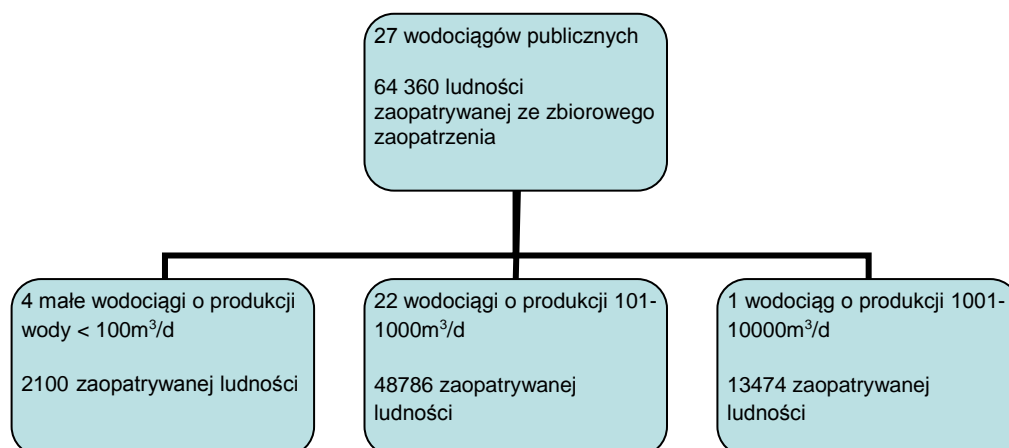 27 wodociągów publicznych
64 360 ludności
zaopatrywanej ze zbiorowego
zaopatrzenia
4 małe wodociągi o produkcji
wody < 100m³/d
2100 zaopatrywanej ludności
22 wodociągi o produkcji 101-
1000m³/d
48786 zaopatrywanej
ludności
1 wodociąg o produkcji 1001-
10000m³/d
13474 zaopatrywanej
ludności